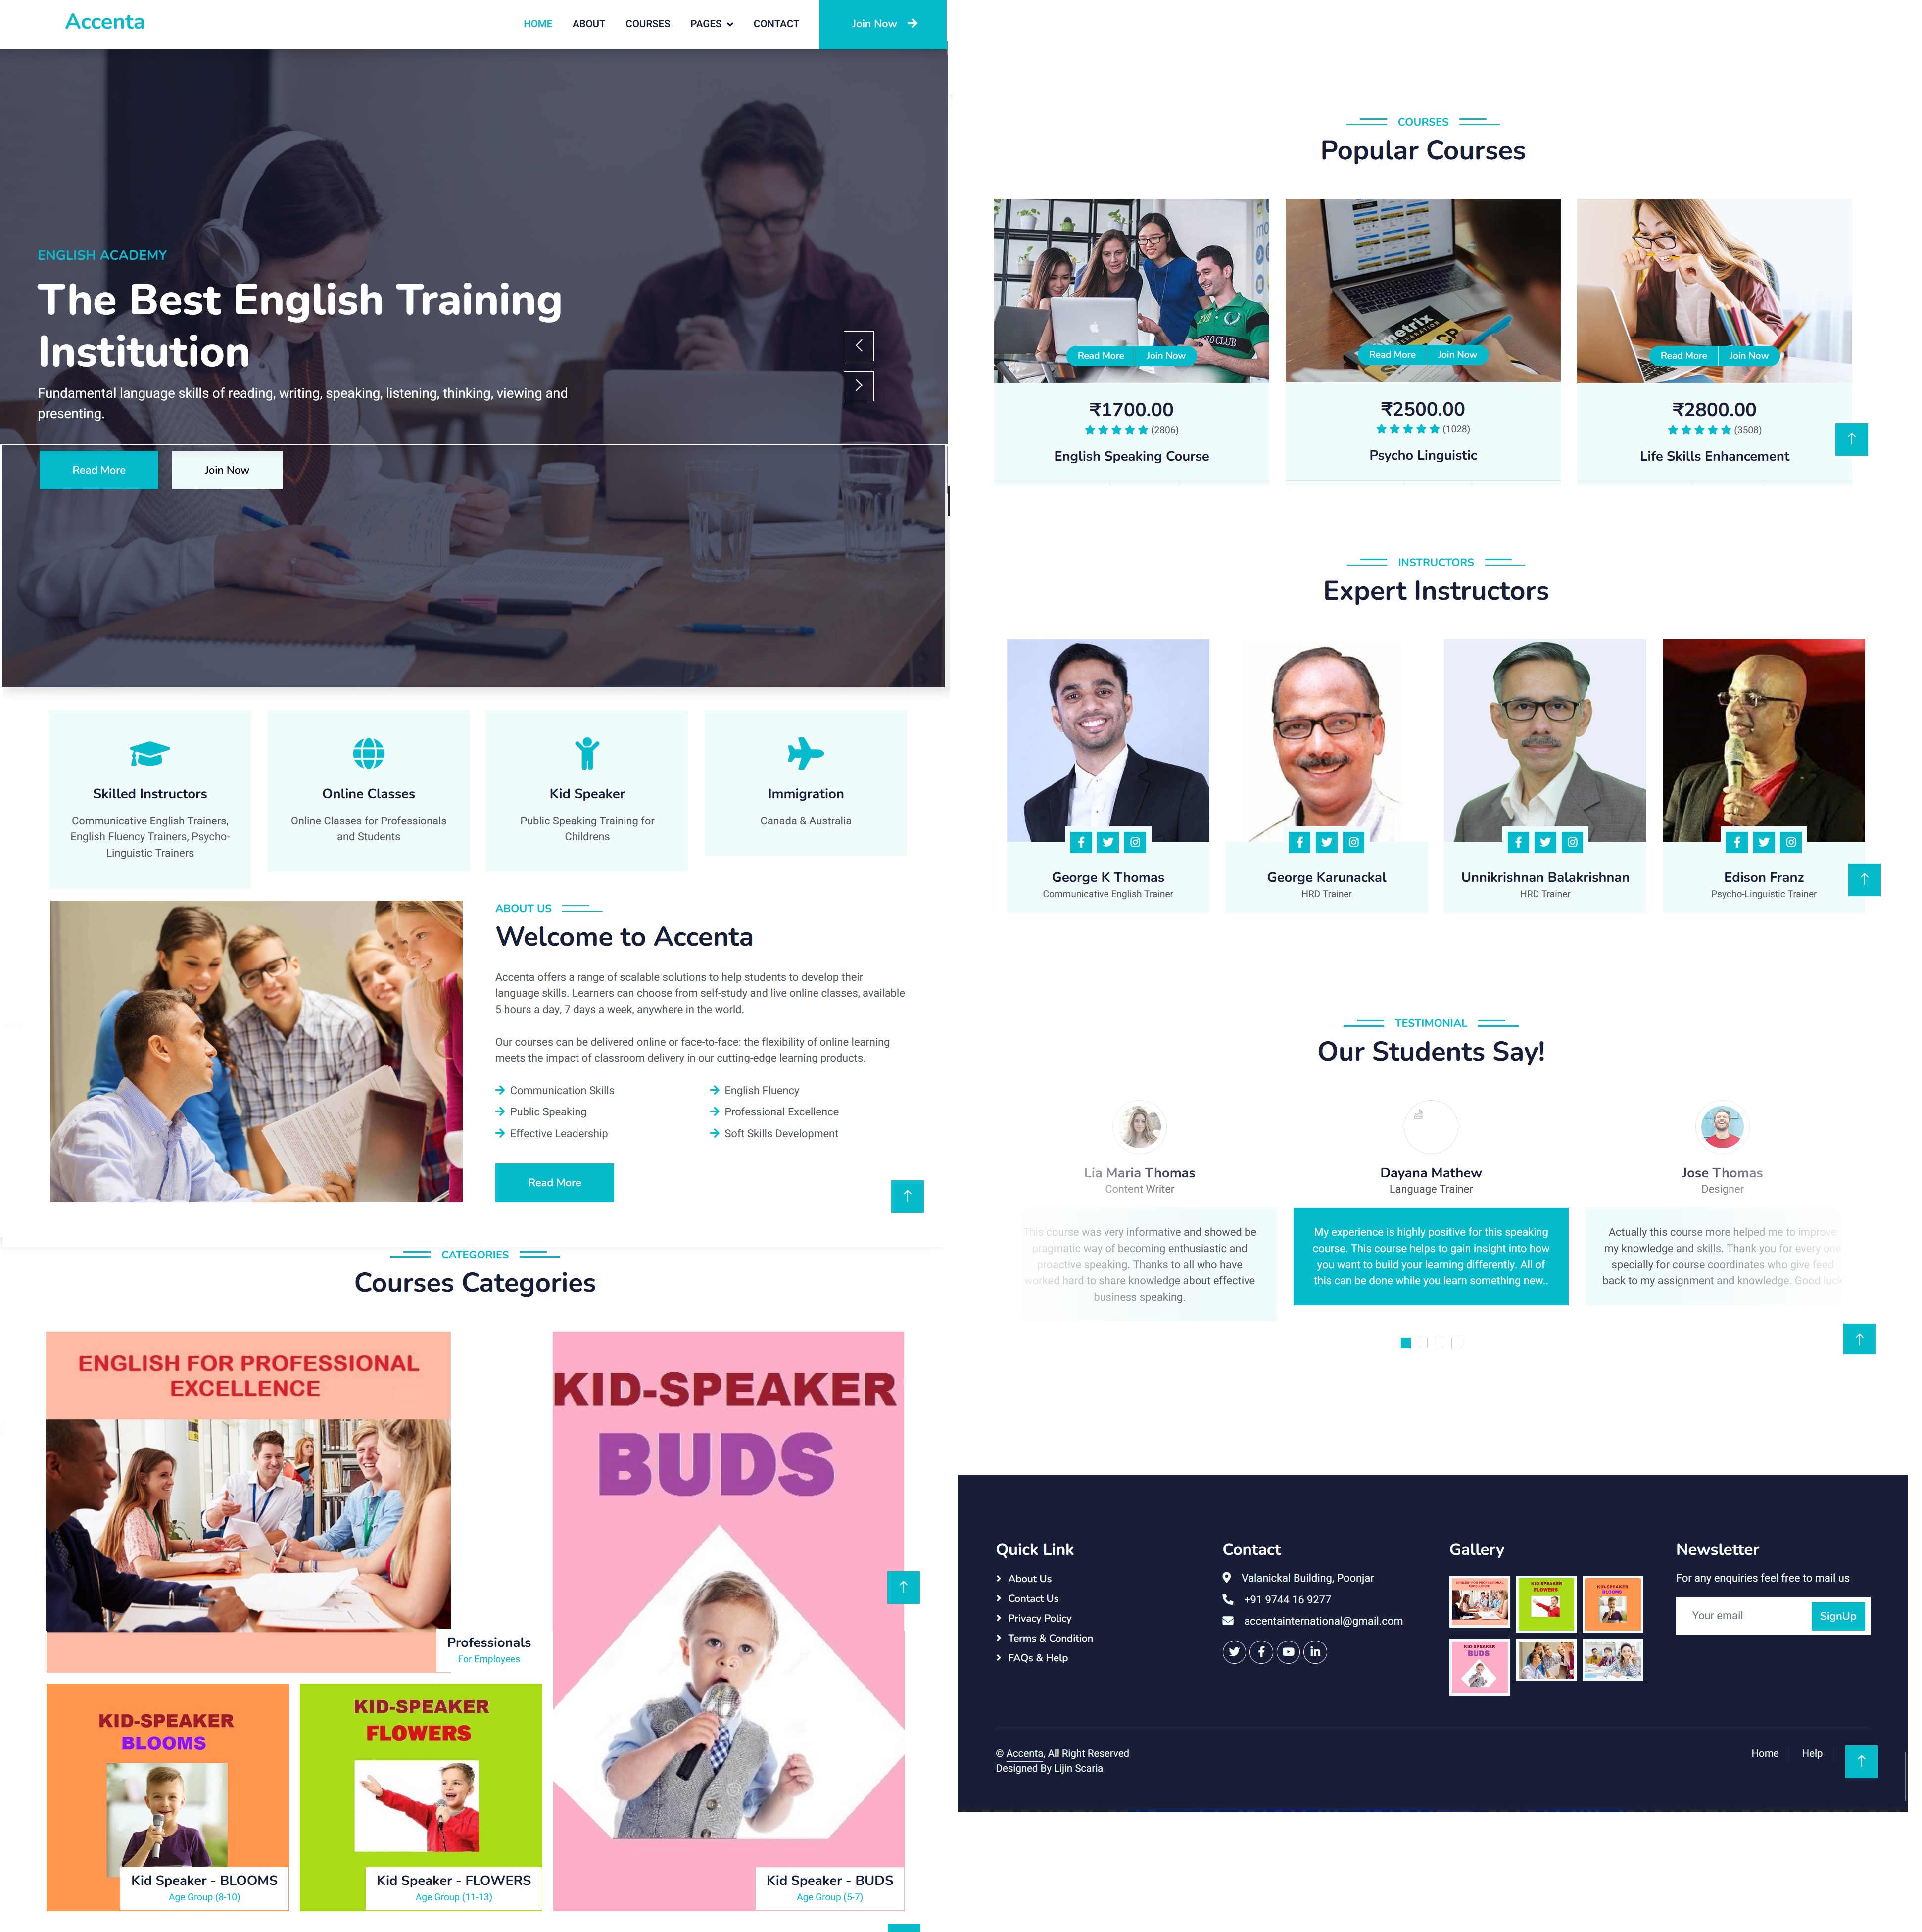 Accenta
HOME ABOUT COURSES PAGES CONTACT Join Now
ENGLISH ACADEMY
The Best English Training
Institution
Fundamental language skills of reading, writing, speaking, listening, thinking, viewing and
presenting.
Read More Join Now
Skilled Instructors
Communicative English Trainers,
English Fluency Trainers, Psycho-
Linguistic Trainers
Online Classes
Online Classes for Professionals
and Students
Kid Speaker
Public Speaking Training for
Childrens
Immigration
Canada & Australia
ABOUT US
Welcome to Accenta
Accenta offers a range of scalable solutions to help students to develop their
language skills. Learners can choose from self-study and live online classes, available
5 hours a day, 7 days a week, anywhere in the world.
Our courses can be delivered online or face-to-face: the flexibility of online learning
meets the impact of classroom delivery in our cutting-edge learning products.
Communication Skills English Fluency
Public Speaking Professional Excellence
Effective Leadership Soft Skills Development
Read More
CATEGORIES
Courses Categories
ENGLISH FOR PROFESSIONAL
EXCELLENCE
Professionals
For Employees
KID-SPEAKER
BLOOMS
Kid Speaker - BLOOMS
Age Group (8-10)
KID-SPEAKER
FLOWERS
Kid Speaker - FLOWERS
Age Group (11-13)
KID-SPEAKER
BUDS
Kid Speaker - BUDS
Age Group (5-7)
COURSES
Popular Courses
POLO CLUB
Read More Join Now
₹1700.00
(2806)
English Speaking Course
Read More Join Now
₹2500.00
(1028)
Psycho Linguistic
Read More Join Now
₹2800.00
(3508)
Life Skills Enhancement
INSTRUCTORS
Expert Instructors
George K Thomas
Communicative English Trainer
George Karunackal
HRD Trainer
Unnikrishnan Balakrishnan
HRD Trainer
Edison Franz
Psycho-Linguistic Trainer
TESTIMONIAL
Our Students Say!
Lia Maria Thomas
Content Writer
This course was very informative and showed be
pragmatic way of becoming enthusiastic and
proactive speaking. Thanks to all who have
worked hard to share knowledge about effective
business speaking.
Dayana Mathew
Language Trainer
My experience is highly positive for this speaking
course. This course helps to gain insight into how
you want to build your learning differently. All of
this can be done while you learn something new..
Jose Thomas
Designer
Actually this course more helped me to improve
my knowledge and skills. Thank you for every one
specially for course coordinates who give feed
back to my assignment and knowledge. Good luck
Quick Link
About Us
Contact Us
Privacy Policy
Terms & Condition
FAQs & Help
Contact
Valanickal Building, Poonjar
+91 9744 16 9277
accentainternational@gmail.com
Gallery
KID-SPEAKER
FLOWERS
KID-SPEAKER
BLOOMS
KID-SPEAKER
BUDS
Newsletter
For any enquiries feel free to mail us
Your email SignUp
© Accenta, All Right Reserved
Designed By Lijin Scaria
Home Help